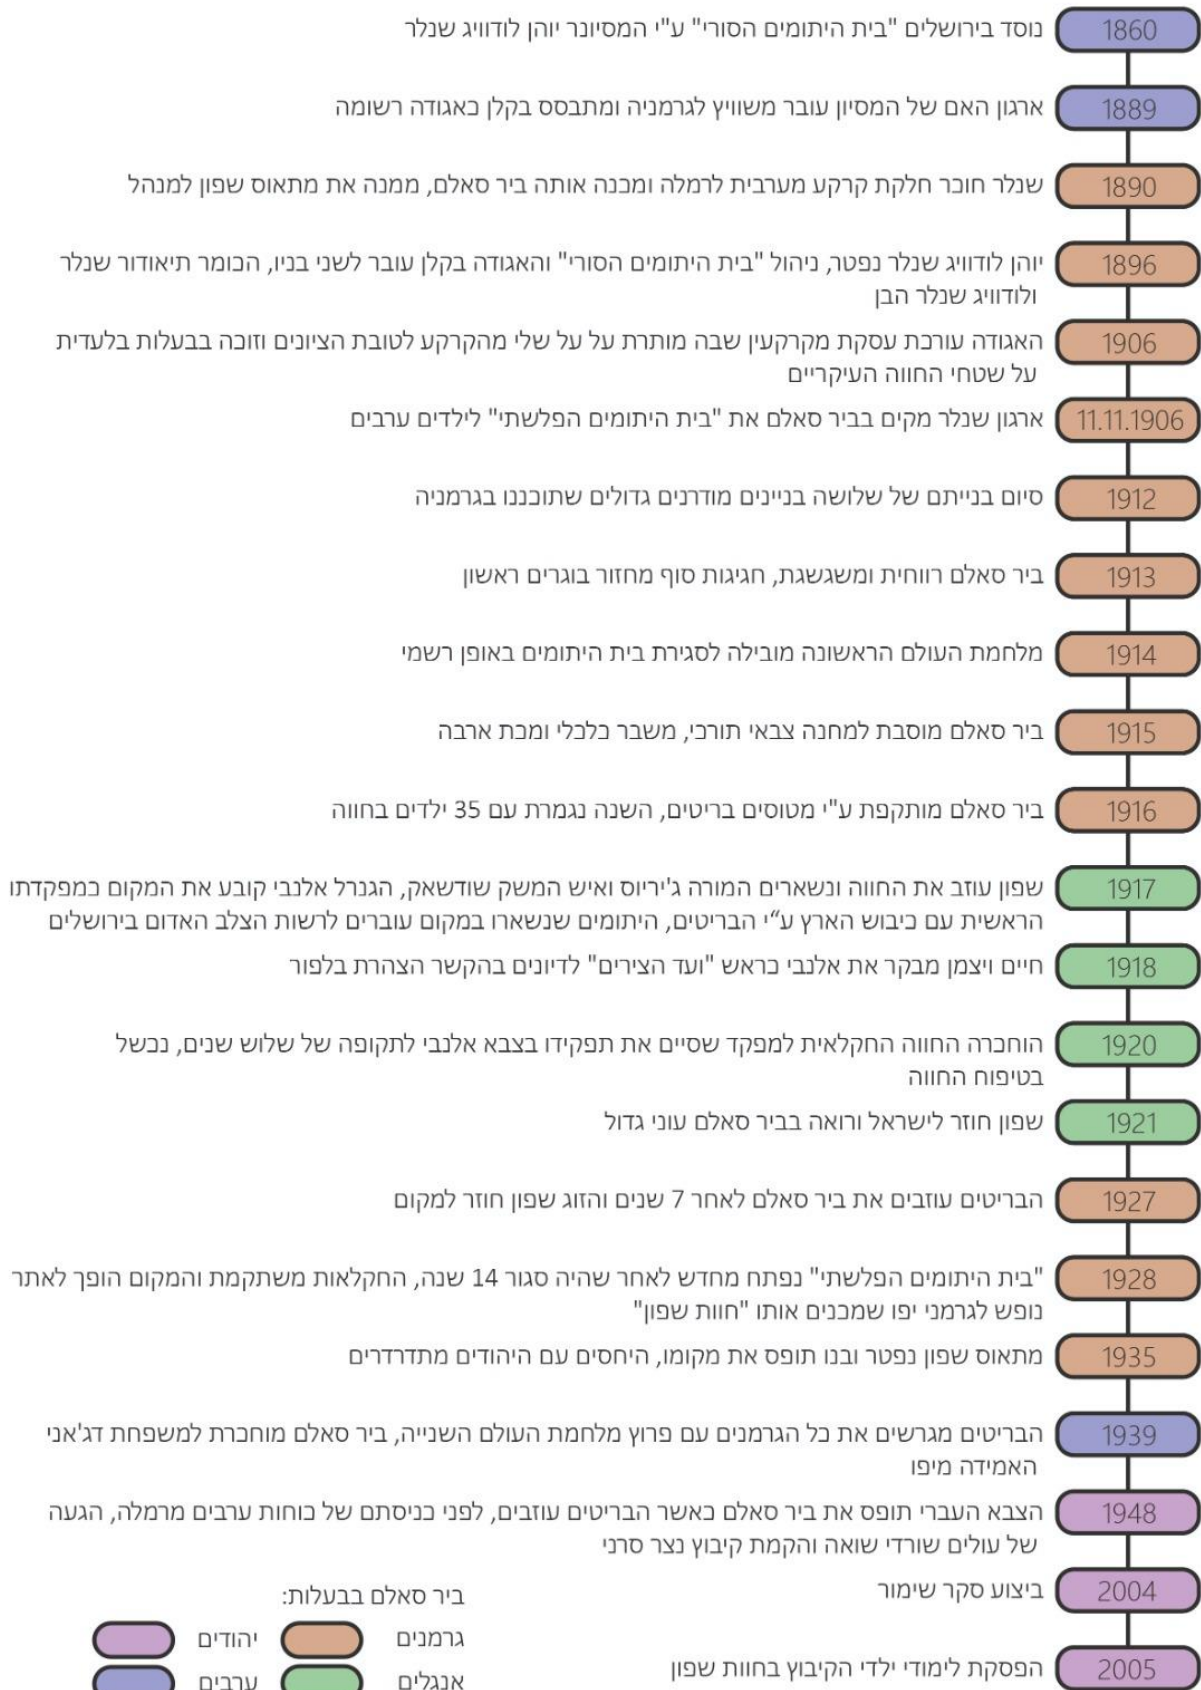 1860 נוסד בירושלים "בית היתומים הסורי" ע"י המסיונר יוהן לודוויג שנלר
1889 ארגון האם של המסיון עובר משוויץ לגרמניה ומתבסס בקלן כאגודה רשומה
1890 שנלר חוכר חלקת קרקע מערבית לרמלה ומכנה אותה ביר סאלם, ממנה את מתאוס שפון למנהל
1896 יוהן לודוויג שנלר נפטר, ניהול "בית היתומים הסורי" והאגודה בקלן עובר לשני בניו, הכומר תיאודור שנלר
ולודוויג שנלר הבן
1906 האגודה עורכת עסקת מקרקעין שבה מותרת על על שלי מהקרקע לטובת הציונים וזוכה בבעלות בלעדית
על שטחי החווה העיקריים
11.11.1906 ארגון שנלר מקים בביר סאלם את "בית היתומים הפלשתי" לילדים ערבים
1912 סיום בנייתם של שלושה בניינים מודרנים גדולים שתוכננו בגרמניה
1913 ביר סאלם רווחית ומשגשגת, חגיגות סוף מחזור בוגרים ראשון
1914 מלחמת העולם הראשונה מובילה לסגירת בית היתומים באופן רשמי
1915 ביר סאלם מוסבת למחנה צבאי תורכי, משבר כלכלי ומכת ארבה
1916 ביר סאלם מותקפת ע"י מטוסים בריטים, השנה נגמרת עם 35 ילדים בחווה
1917 שפון עוזב את החווה ונשארים המורה ג'יריוס ואיש המשק שודשאק, הגנרל אלנבי קובע את המקום כמפקדתו
הראשית עם כיבוש הארץ ע“י הבריטים, היתומים שנשארו במקום עוברים לרשות הצלב האדום בירושלים
1918 חיים ויצמן מבקר את אלנבי כראש "ועד הצירים" לדיונים בהקשר הצהרת בלפור
1920 הוחכרה החווה החקלאית למפקד שסיים את תפקידו בצבא אלנבי לתקופה של שלוש שנים, נכשל
בטיפוח החווה
1921 שפון חוזר לישראל ורואה בביר סאלם עוני גדול
1927 הבריטים עוזבים את ביר סאלם לאחר 7 שנים והזוג שפון חוזר למקום
1928 "בית היתומים הפלשתי" נפתח מחדש לאחר שהיה סגור 14 שנה, החקלאות משתקמת והמקום הופך לאתר
נופש לגרמני יפו שמכנים אותו "חוות שפון"
1935 מתאוס שפון נפטר ובנו תופס את מקומו, היחסים עם היהודים מתדרדרים
1939 הבריטים מגרשים את כל הגרמנים עם פרוץ מלחמת העולם השנייה, ביר סאלם מוחכרת למשפחת דג'אני
האמידה מיפו
1948 הצבא העברי תופס את ביר סאלם כאשר הבריטים עוזבים, לפני כניסתם של כוחות ערבים מרמלה, הגעה
של עולים שורדי שואה והקמת קיבוץ נצר סרני
2004 ביצוע סקר שימור
2005 הפסקת לימודי ילדי הקיבוץ בחוות שפון
ביר סאלם בבעלות:
גרמנים יהודים
אנגלים ערבים